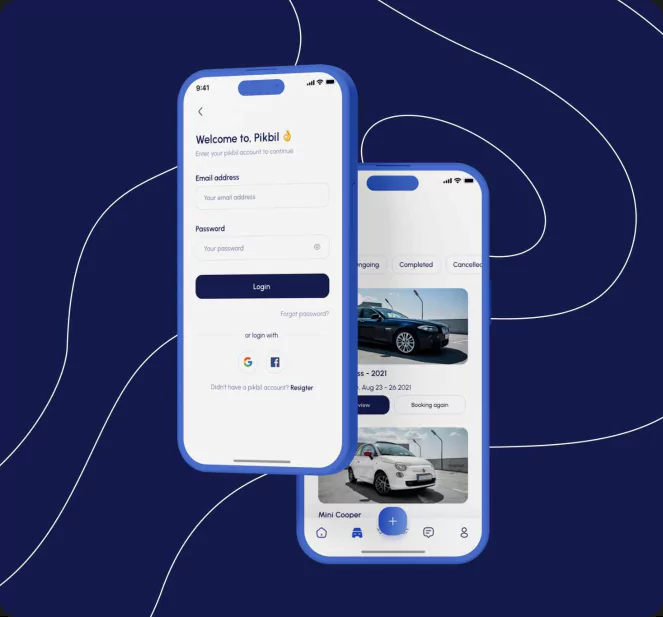 9:41
Welcome to, Pikbil 👌
Enter your pikbil account to continue
Email address
Your email address
Password
Your password
Login
Forgot password?
or login with
Didn't have a pikbil account? Resigter
ngoing
Completed
Cancelle
ss - 2021
Aug 23 - 26 2021
view
Booking again
Mini Cooper